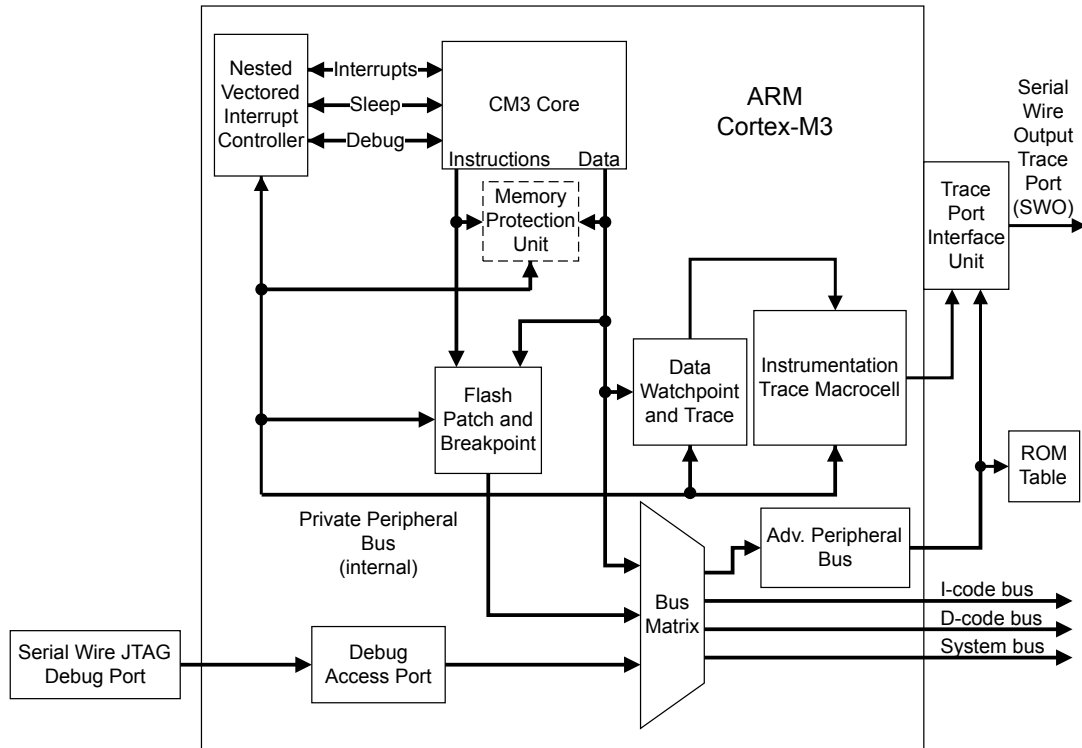 Nested
Vectored
Interrupt
Controller
Interrupts
Sleep
Debug
CM3 Core
Instructions
Data
ARM
Cortex-M3
Serial
Wire
Output
Trace
Port
(SWO)
Memory
Protection
Unit
Trace
Port
Interface
Unit
Flash
Patch and
Breakpoint
Data
Watchpoint
and Trace
Instrumentation
Trace Macrocell
ROM
Table
Private Peripheral
Bus
(internal)
Adv. Peripheral
Bus
Bus
Matrix
I-code bus
D-code bus
System bus
Serial Wire JTAG
Debug Port
Debug
Access Port